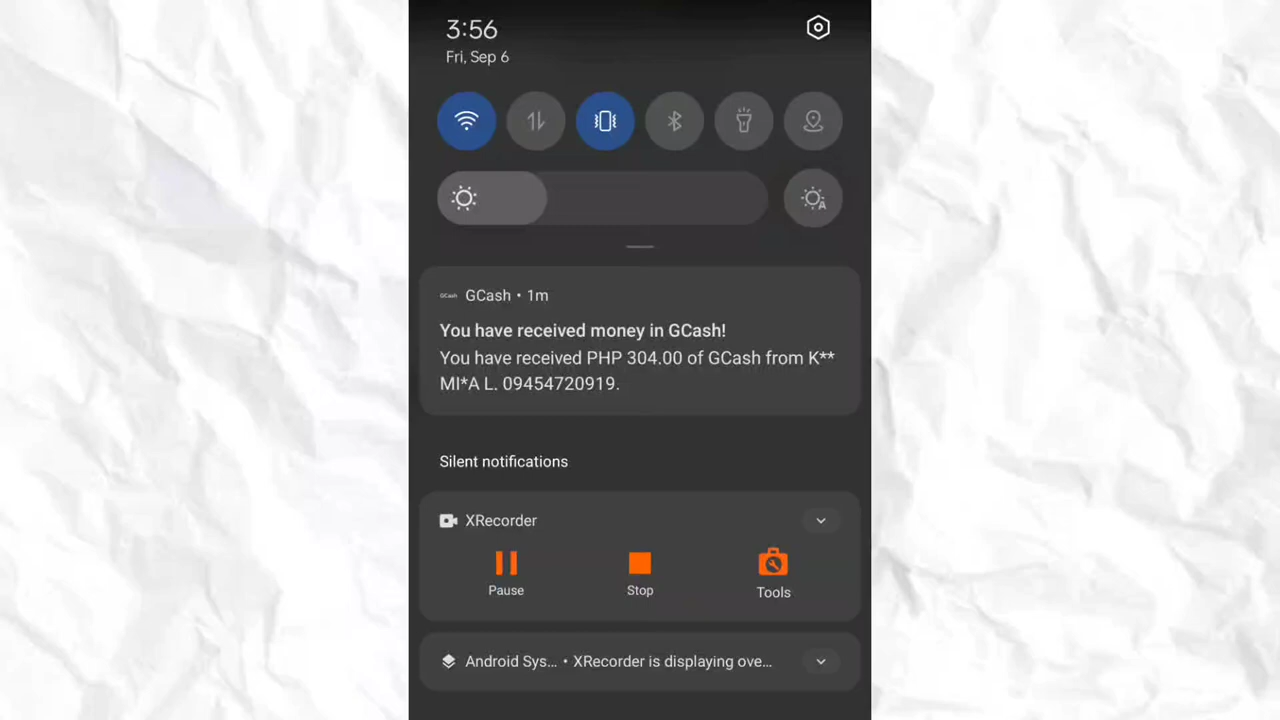 3:56
Fri, Sep 6
A
GCash GCash • 1m
You have received money in GCash!
You have received PHP 304.00 of GCash from K**
MI*A L. 09454720919.
Silent notifications
XRecorder
Pause Stop Tools
Android Sys... • XRecorder is displaying ove...